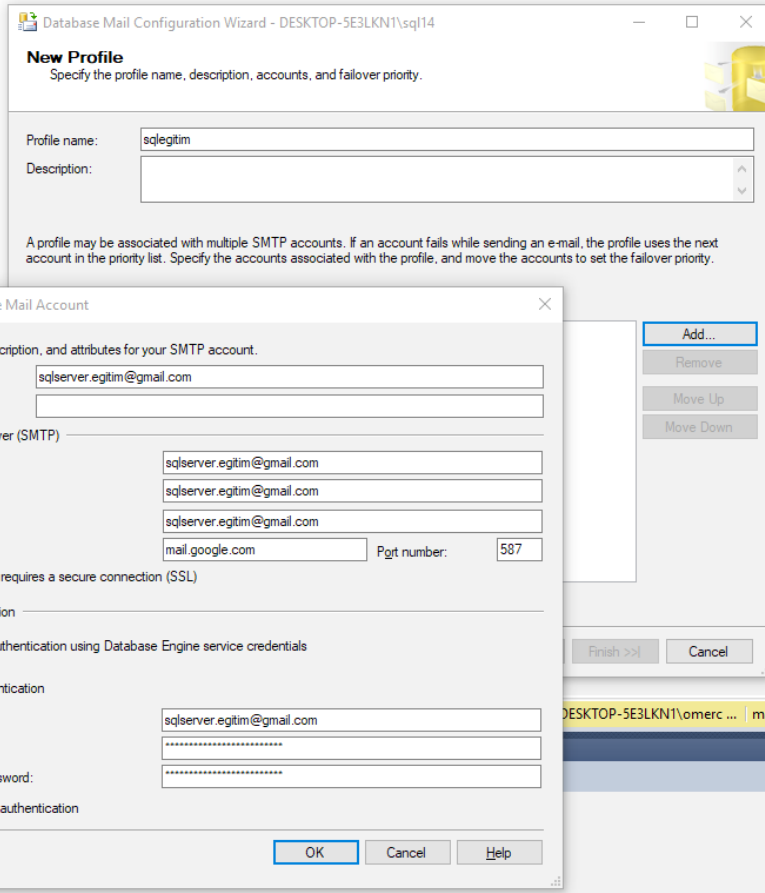 Database Mail Configuration Wizard - DESKTOP-5E3LKN1\sql14
New Profile
Specify the profile name, description, accounts, and failover priority.
Profile name: sqlegitim
Description:
A profile may be associated with multiple SMTP accounts. If an account fails while sending an e-mail, the profile uses the next
account in the priority list. Specify the accounts associated with the profile, and move the accounts to set the failover priority.
Add...
Remove
Move Up
Move Down
Finish >>|
Cancel
DESKTOP-5E3LKN1\omerc ... m
e Mail Account
cription, and attributes for your SMTP account.
sqlserver.egitim@gmail.com
ver (SMTP)
sqlserver.egitim@gmail.com
sqlserver.egitim@gmail.com
sqlserver.egitim@gmail.com
mail.google.com Port number: 587
requires a secure connection (SSL)
ion
uthentication using Database Engine service credentials
ntication
sqlserver.egitim@gmail.com
*************************
*************************
sword:
authentication
OK Cancel Help